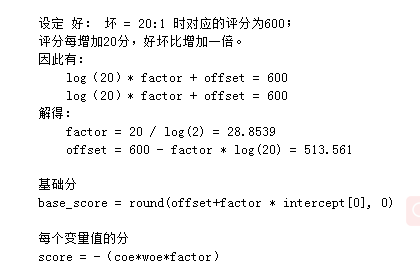 设定 好： 坏 = 20:1 时对应的评分为600；
评分每增加20分，好坏比增加一倍。
因此有：
log（20）* factor + offset = 600
log（20）* factor + offset = 600
解得：
factor = 20 / log(2) = 28.8539
offset = 600 - factor * log(20) = 513.561
基础分
base_score = round(offset+factor * intercept[0], 0)
每个变量值的分
score = -（coe*woe*factor）